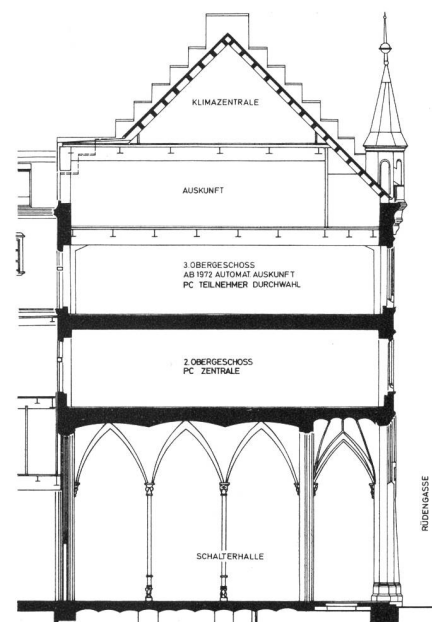 KLIMAZENTRALE
AUSKUNFT
3.OBERGESCHOSS
AB 1972 AUTOMAT. AUSKUNFT
PC TEILNEHMER DURCHWAHL
2.OBERGESCHOSS
PC ZENTRALE
SCHALTERHALLE
RÜDENGASSE